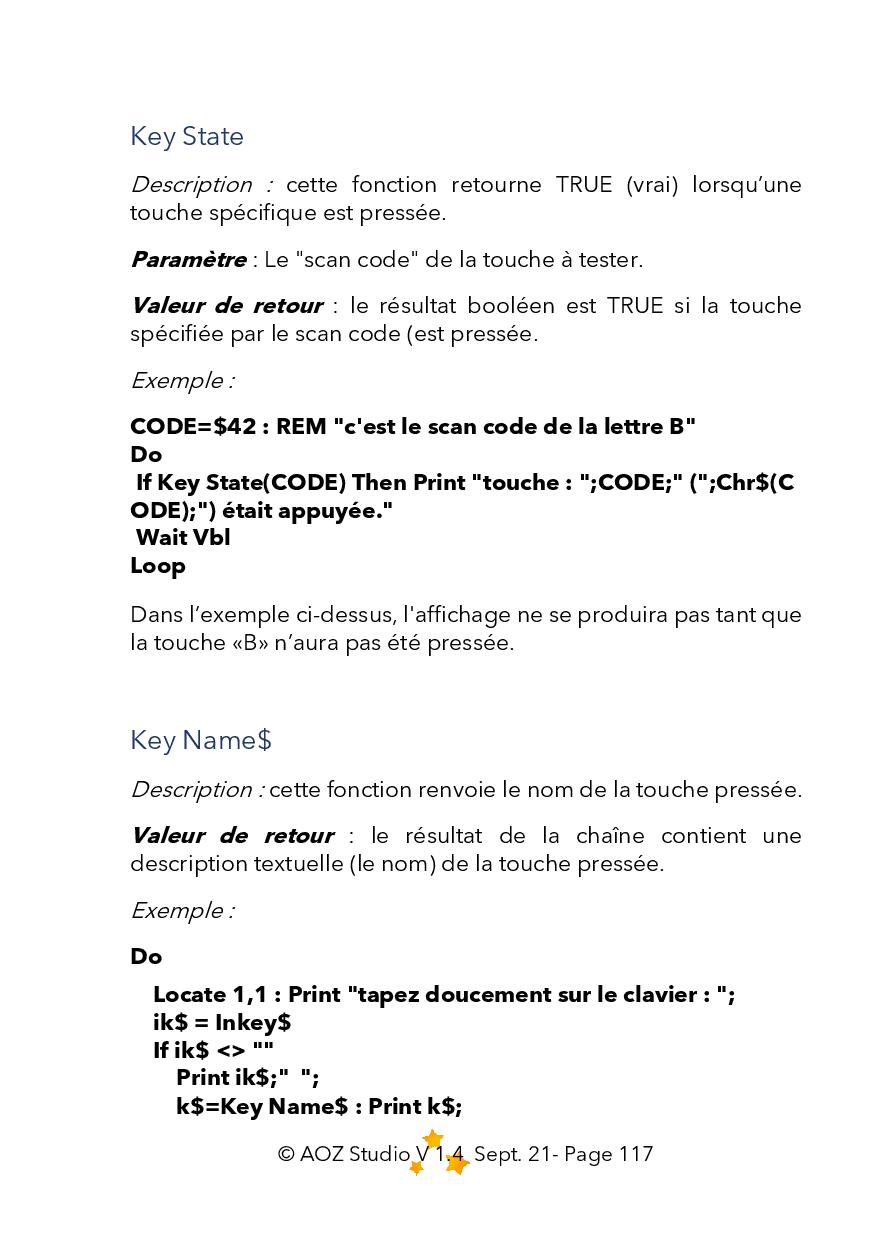 Key State
Description : cette fonction retourne TRUE (vrai) lorsqu’une
touche spécifique est pressée.
Paramètre : Le "scan code" de la touche à tester.
Valeur de retour : le résultat booléen est TRUE si la touche
spécifiée par le scan code (est pressée.
Exemple :
CODE=$42 : REM "c'est le scan code de la lettre B"
Do
If Key State(CODE) Then Print "touche : ";CODE;" (";Chr$(C
ODE);") était appuyée."
Wait Vbl
Loop
Dans l’exemple ci-dessus, l'affichage ne se produira pas tant que
la touche «B» n’aura pas été pressée.
Key Name$
Description : cette fonction renvoie le nom de la touche pressée.
Valeur de retour : le résultat de la chaîne contient une
description textuelle (le nom) de la touche pressée.
Exemple :
Do
Locate 1,1 : Print "tapez doucement sur le clavier : ";
ik$ = Inkey$
If ik$ <> ""
Print ik$;"  ";
k$=Key Name$ : Print k$;
© AOZ Studio V 1.4 Sept. 21- Page 117